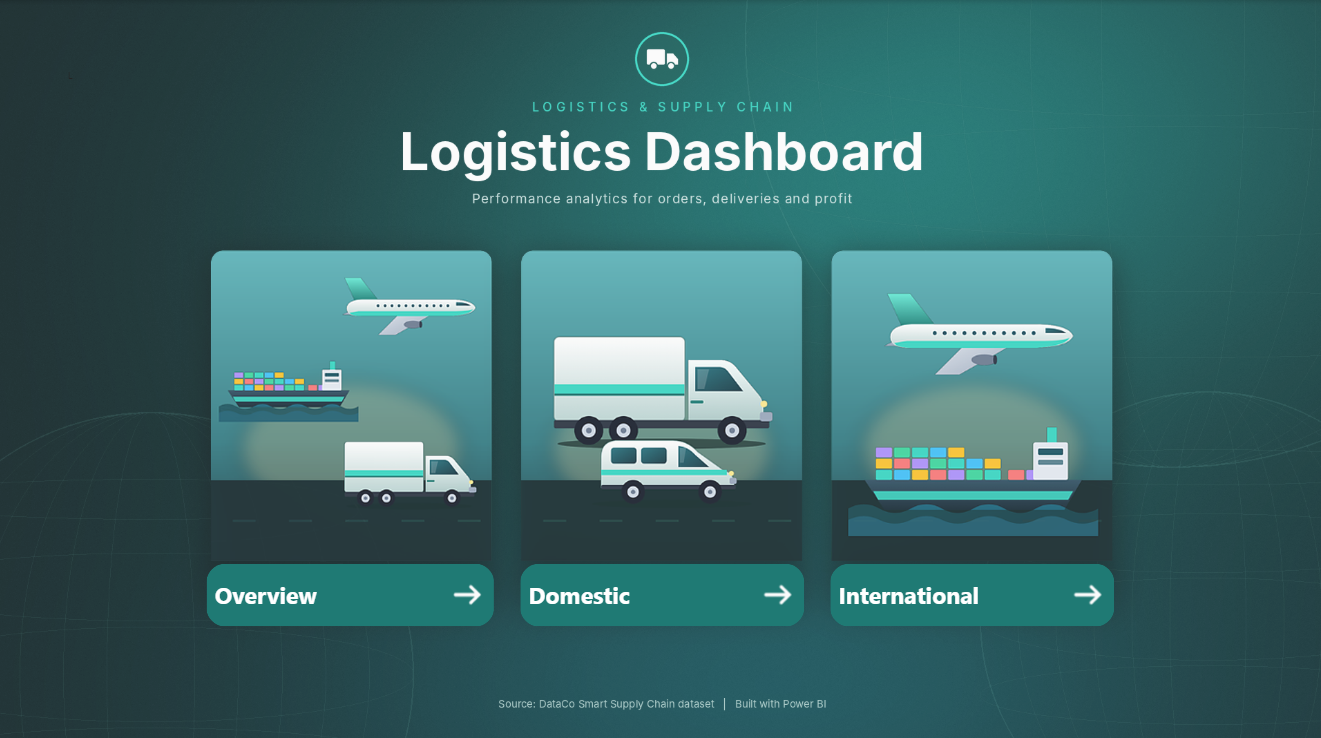 LOGISTICS & SUPPLY CHAIN
Logistics Dashboard
Performance analytics for orders, deliveries and profit
Overview
Domestic
International
Source: DataCo Smart Supply Chain dataset | Built with Power BI